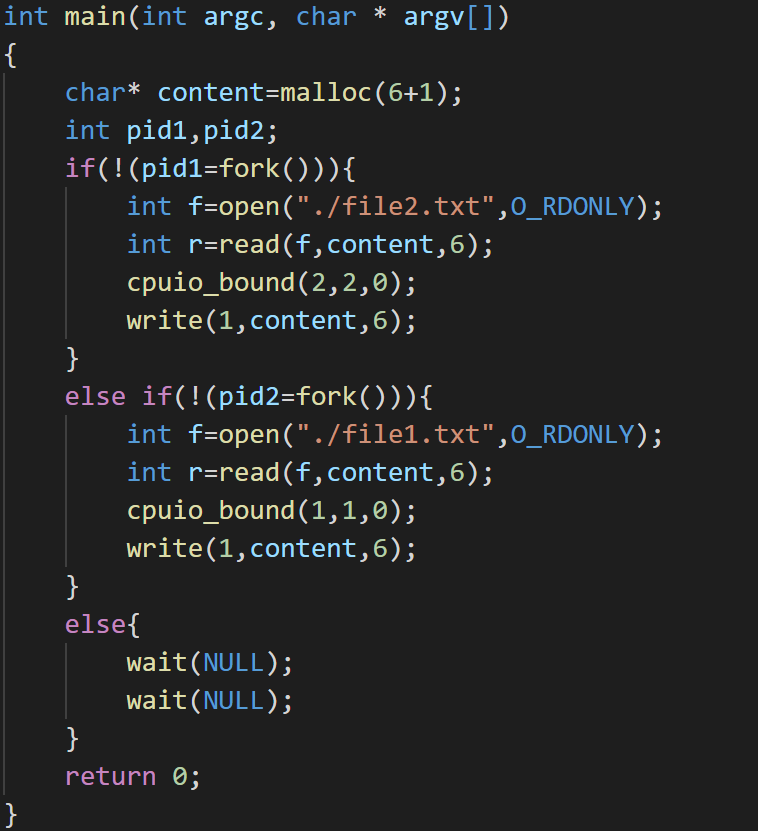 int main(int argc, char * argv[])
{
    char* content=malloc(6+1);
    int pid1,pid2;
    if(!(pid1=fork())){
        int f=open("./file2.txt",O_RDONLY);
        int r=read(f,content,6);
        cpuio_bound(2,2,0);
        write(1,content,6);
    }
    else if(!(pid2=fork())){
        int f=open("./file1.txt",O_RDONLY);
        int r=read(f,content,6);
        cpuio_bound(1,1,0);
        write(1,content,6);
    }
    else{
        wait(NULL);
        wait(NULL);
    }
    return 0;
}